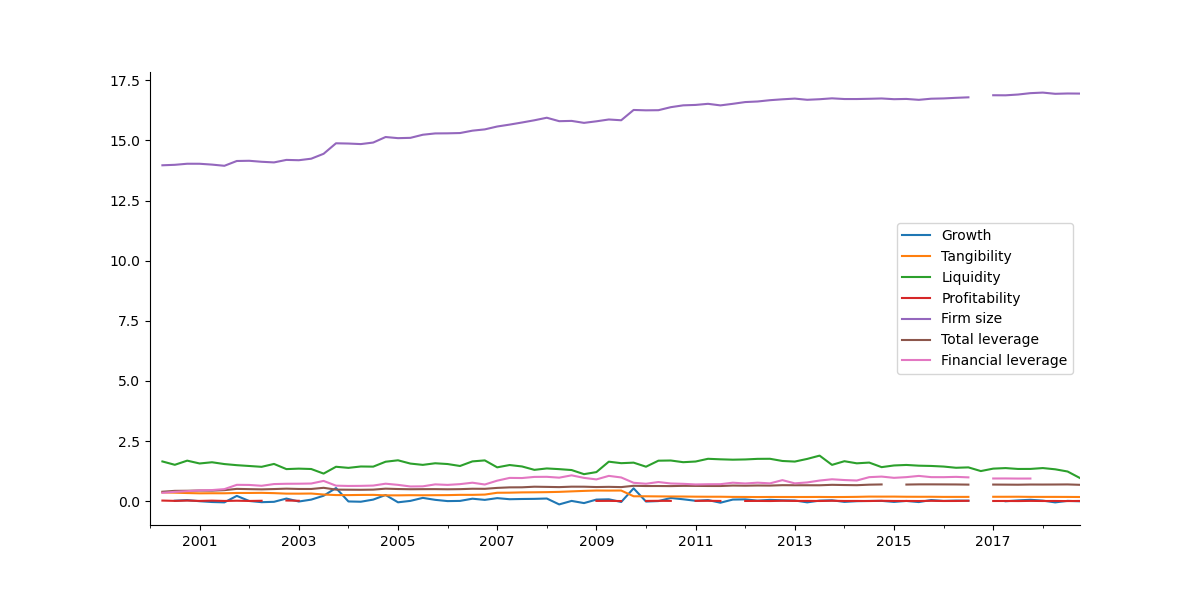 17.5
15.0
12.5
10.0
7.5
5.0
2.5
0.0
Growth
Tangibility
Liquidity
Profitability
Firm size
Total leverage
Financial leverage
2001 2003 2005 2007 2009 2011 2013 2015 2017